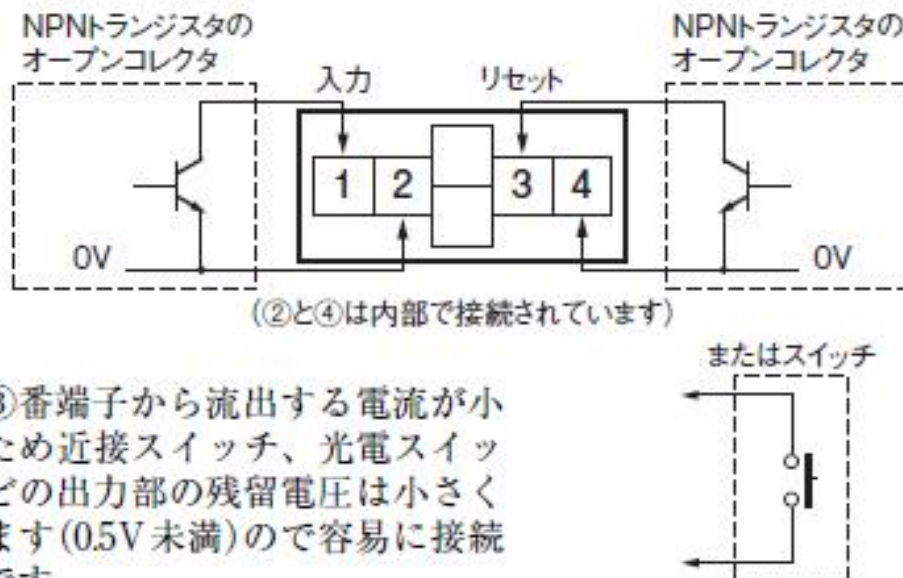 NPNトランジスタの
オープンコレクタ
NPNトランジスタの
オープンコレクタ
入力
リセット
1 2 3 4
0V
0V
(②と④は内部で接続されています)
またはスイッチ
番端子から流出する電流が小
ため近接スイッチ、光電スイッ
どの出力部の残留電圧は小さく
ます(0.5V未満)ので容易に接続
です